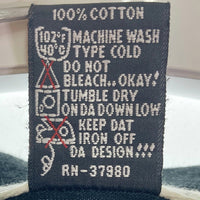 100% COTTON
102°F MACHINE WASH
40°C TYPE COLD
DO NOT
BLEACH.. OKAY!
TUMBLE DRY
ON DA DOWN LOW
KEEP DAT
IRON OFF
DA DESIGN!!!
RN-37980